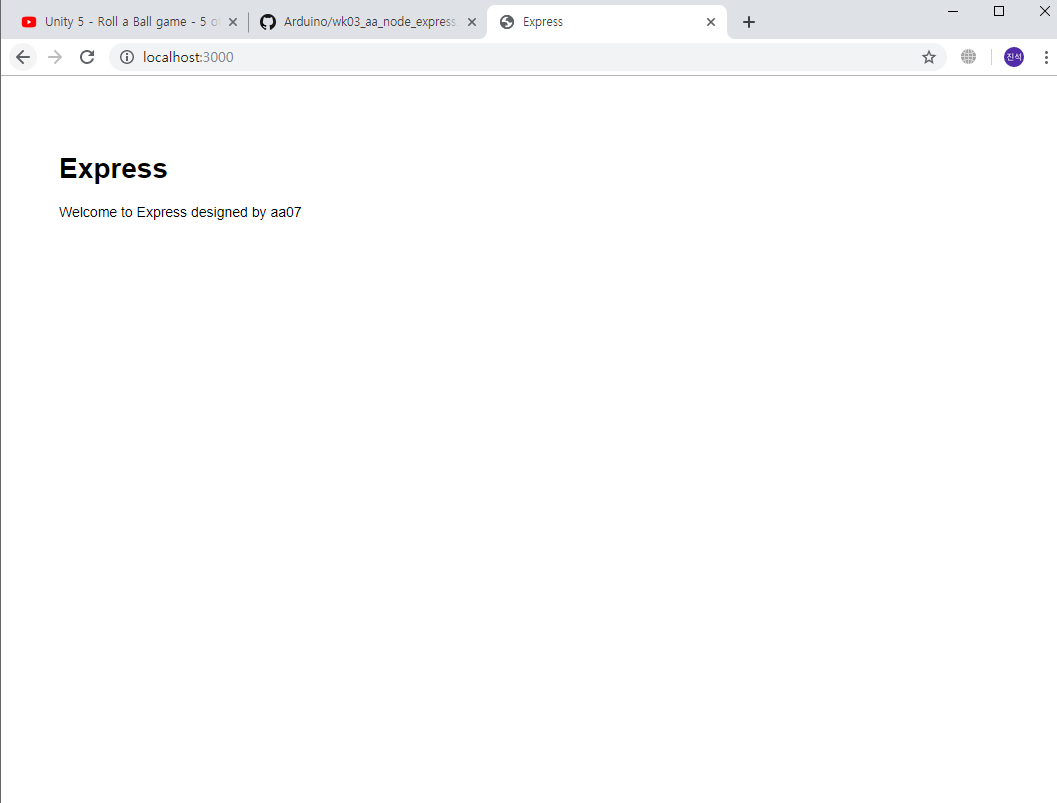 Unity 5 - Roll a Ball game - 5 o
Arduino/wk03_aa_node_express
Express
localhost:3000
진석
Express
Welcome to Express designed by aa07